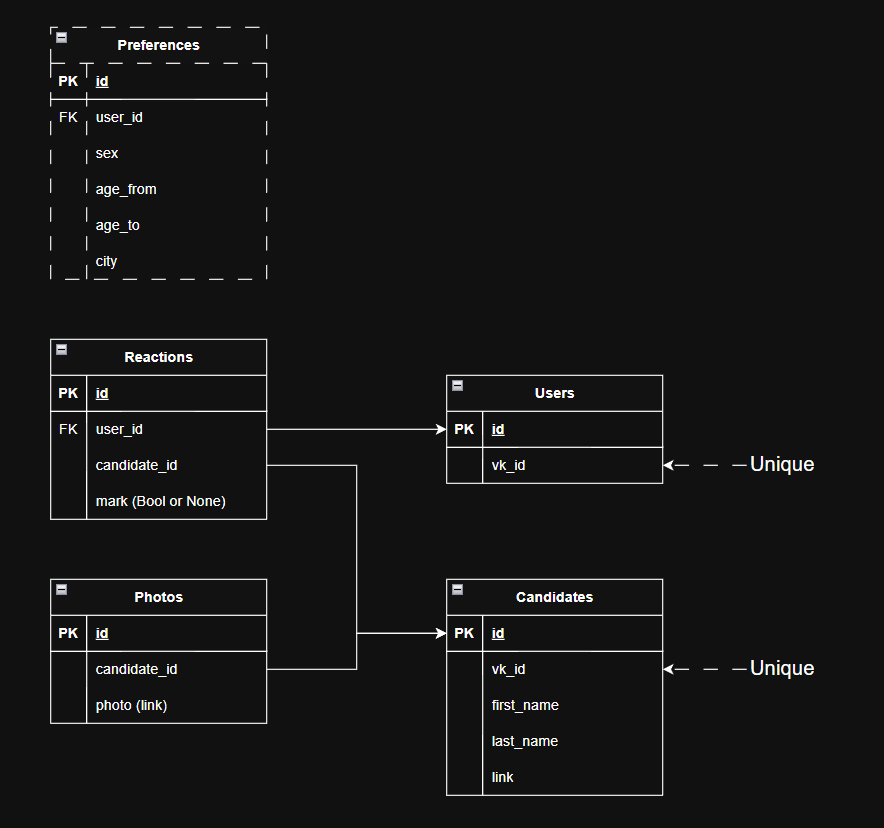 Preferences
PK id
FK user_id
sex
age_from
age_to
city
Reactions
PK id
FK user_id
candidate_id
mark (Bool or None)
Users
PK id
vk_id
Unique
Photos
PK id
candidate_id
photo (link)
Candidates
PK id
vk_id
Unique
first_name
last_name
link